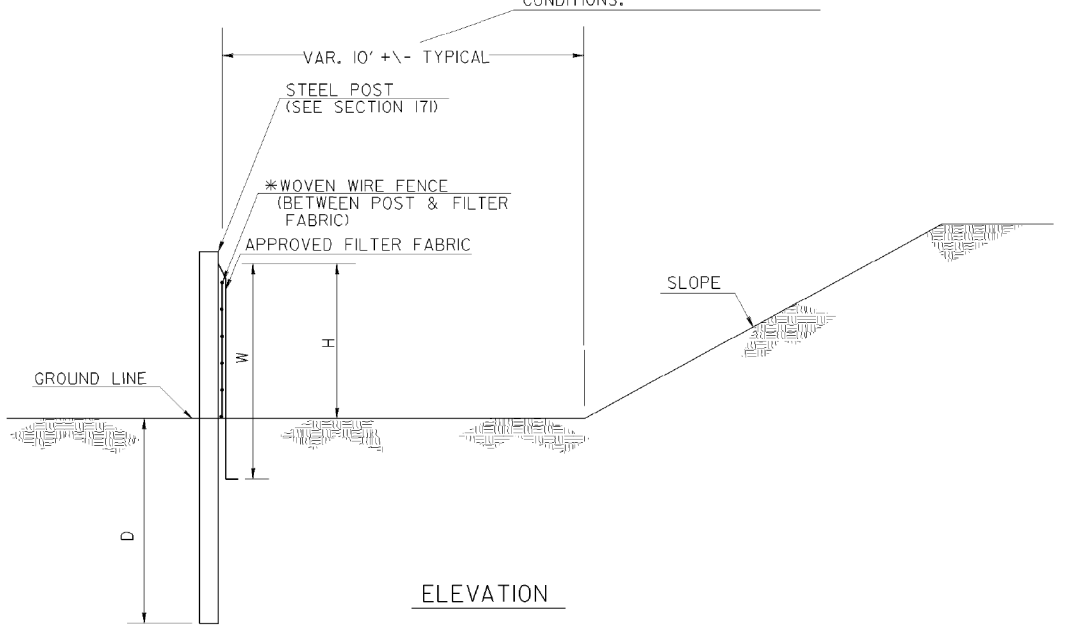 CONDITIONS.
VAR. 10' +\- TYPICAL
STEEL POST
(SEE SECTION 171)
*WOVEN WIRE FENCE
(BETWEEN POST & FILTER
FABRIC)
APPROVED FILTER FABRIC
SLOPE
W
H
GROUND LINE
D
ELEVATION